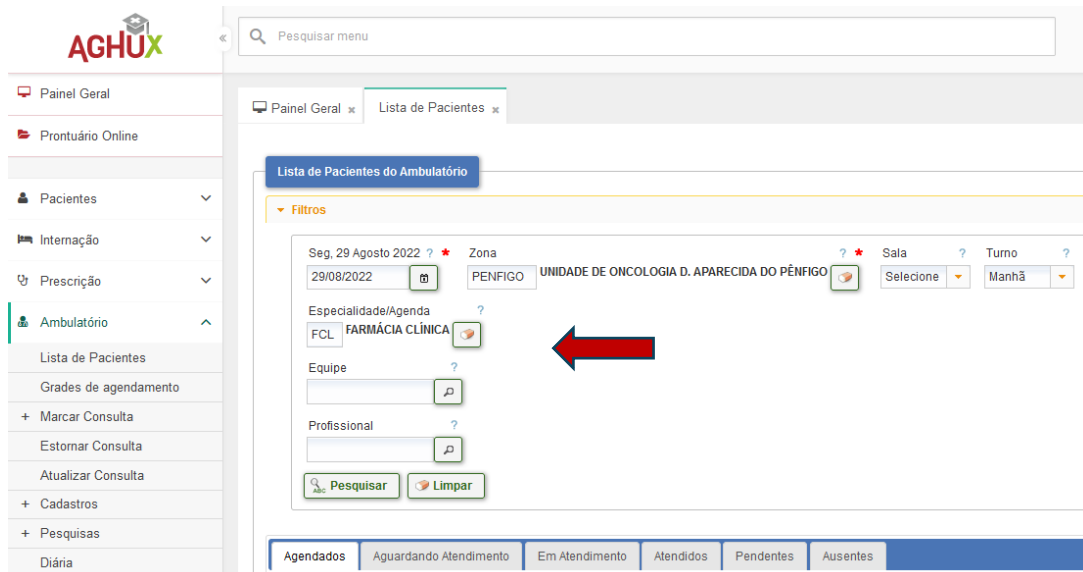 AGHUX
«
Pesquisar menu
Painel Geral
Prontuário Online
Pacientes
Internação
Prescrição
Ambulatório
Lista de Pacientes
Grades de agendamento
+ Marcar Consulta
Estornar Consulta
Atualizar Consulta
+ Cadastros
+ Pesquisas
Diária
Painel Geral x Lista de Pacientes x
Lista de Pacientes do Ambulatório
Filtros
Seg, 29 Agosto 2022 ? * Zona ? * Sala ? Turno ?
29/08/2022 PENFIGO UNIDADE DE ONCOLOGIA D. APARECIDA DO PÊNFIGO Selecione Manhã
Especialidade/Agenda ?
FCL FARMÁCIA CLÍNICA
Equipe ?
Profissional ?
ABC Pesquisar Limpar
Agendados Aguardando Atendimento Em Atendimento Atendidos Pendentes Ausentes